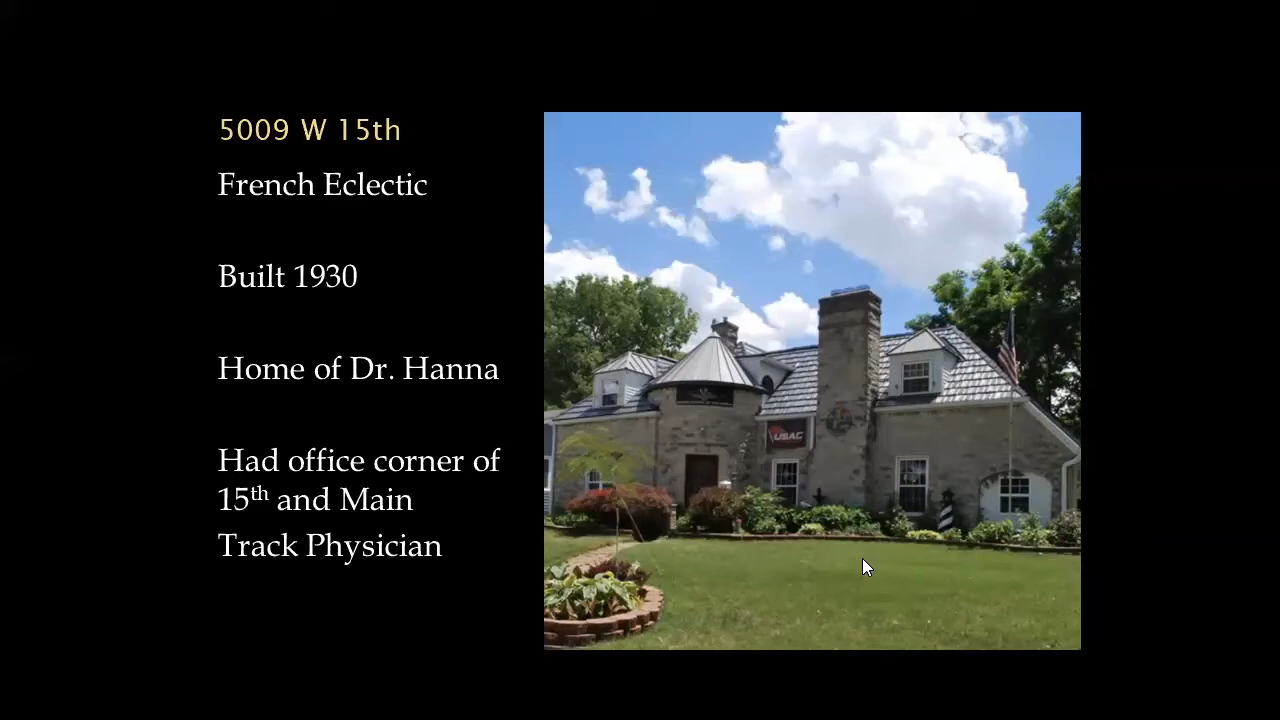 5009 W 15th
French Eclectic
Built 1930
Home of Dr. Hanna
Had office corner of
15th and Main
Track Physician
USAC